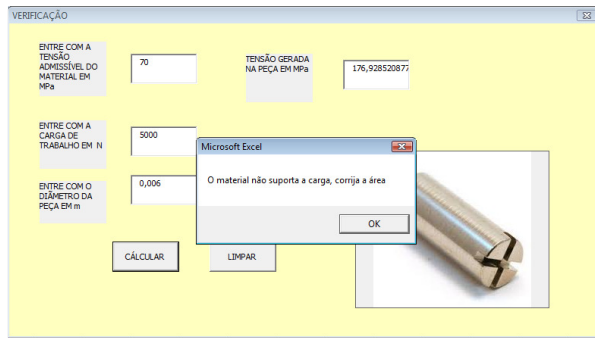 VERIFICAÇÃO
ENTRE COM A
TENSÃO
ADMISSÍVEL DO
MATERIAL EM
MPa
70
TENSÃO GERADA
NA PEÇA EM MPa
176,928520877
ENTRE COM A
CARGA DE
TRABALHO EM N
5000
ENTRE COM O
DIÂMETRO DA
PEÇA EM m
0,006
Microsoft Excel
O material não suporta a carga, corrija a área
OK
CÁLCULAR
LIMPAR